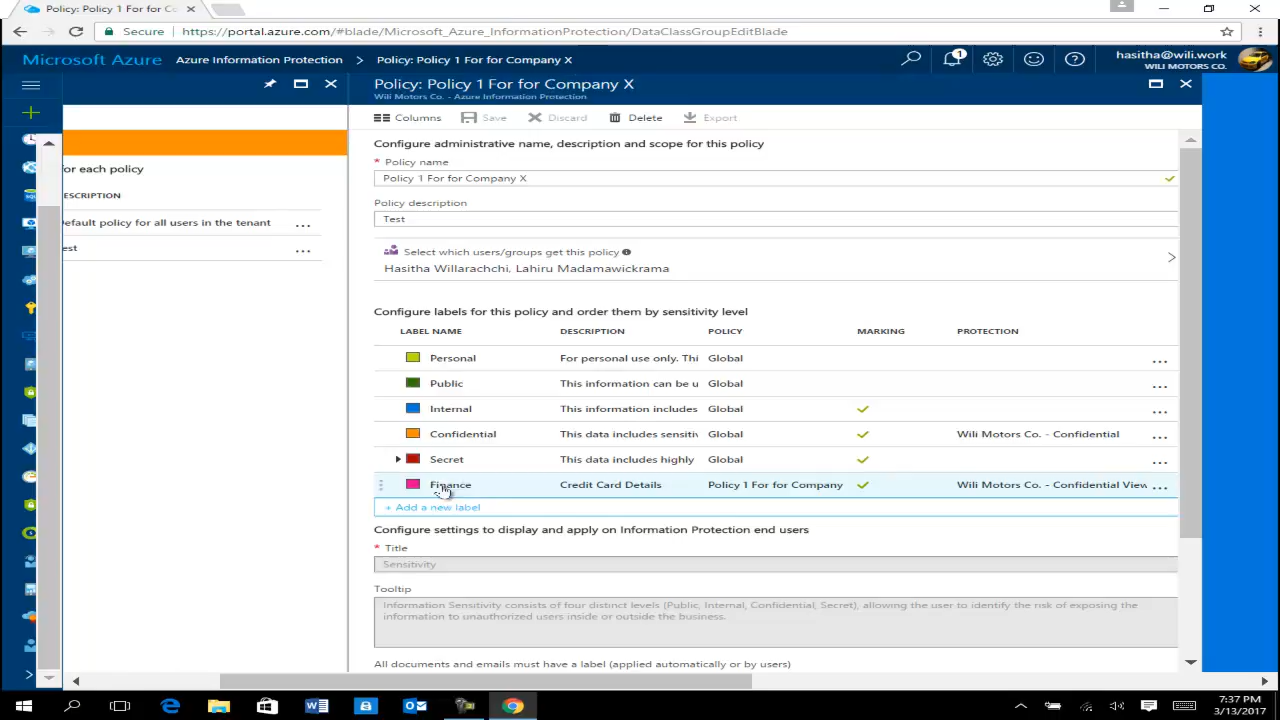 Policy: Policy 1 For for Co
Secure https://portal.azure.com/#blade/Microsoft_Azure_InformationProtection/DataClassGroupEditBlade
Microsoft Azure Azure Information Protection > Policy: Policy 1 For for Company X
1
hasitha@wili.work
WILI MOTORS CO.
Policy: Policy 1 For for Company X
Wili Motors Co. - Azure Information Protection
Columns Save Discard Delete Export
for each policy
ESCRIPTION
efault policy for all users in the tenant ...
est ...
Configure administrative name, description and scope for this policy
* Policy name
Policy 1 For for Company X
Policy description
Test
Select which users/groups get this policy
Hasitha Willarachchi, Lahiru Madamawickrama
Configure labels for this policy and order them by sensitivity level
LABEL NAME DESCRIPTION POLICY MARKING PROTECTION
Personal For personal use only. Thi Global ...
Public This information can be u Global ...
Internal This information includes Global ...
Confidential This data includes sensitiv Global Wili Motors Co. - Confidential ...
Secret This data includes highly Global ...
Finance Credit Card Details Policy 1 For for Company Wili Motors Co. - Confidential View ...
+ Add a new label
Configure settings to display and apply on Information Protection end users
* Title
Sensitivity
Tooltip
Information Sensitivity consists of four distinct levels (Public, Internal, Confidential, Secret), allowing the user to identify the risk of exposing the
information to unauthorized users inside or outside the business.
All documents and emails must have a label (applied automatically or by users)
7:37 PM
3/13/2017